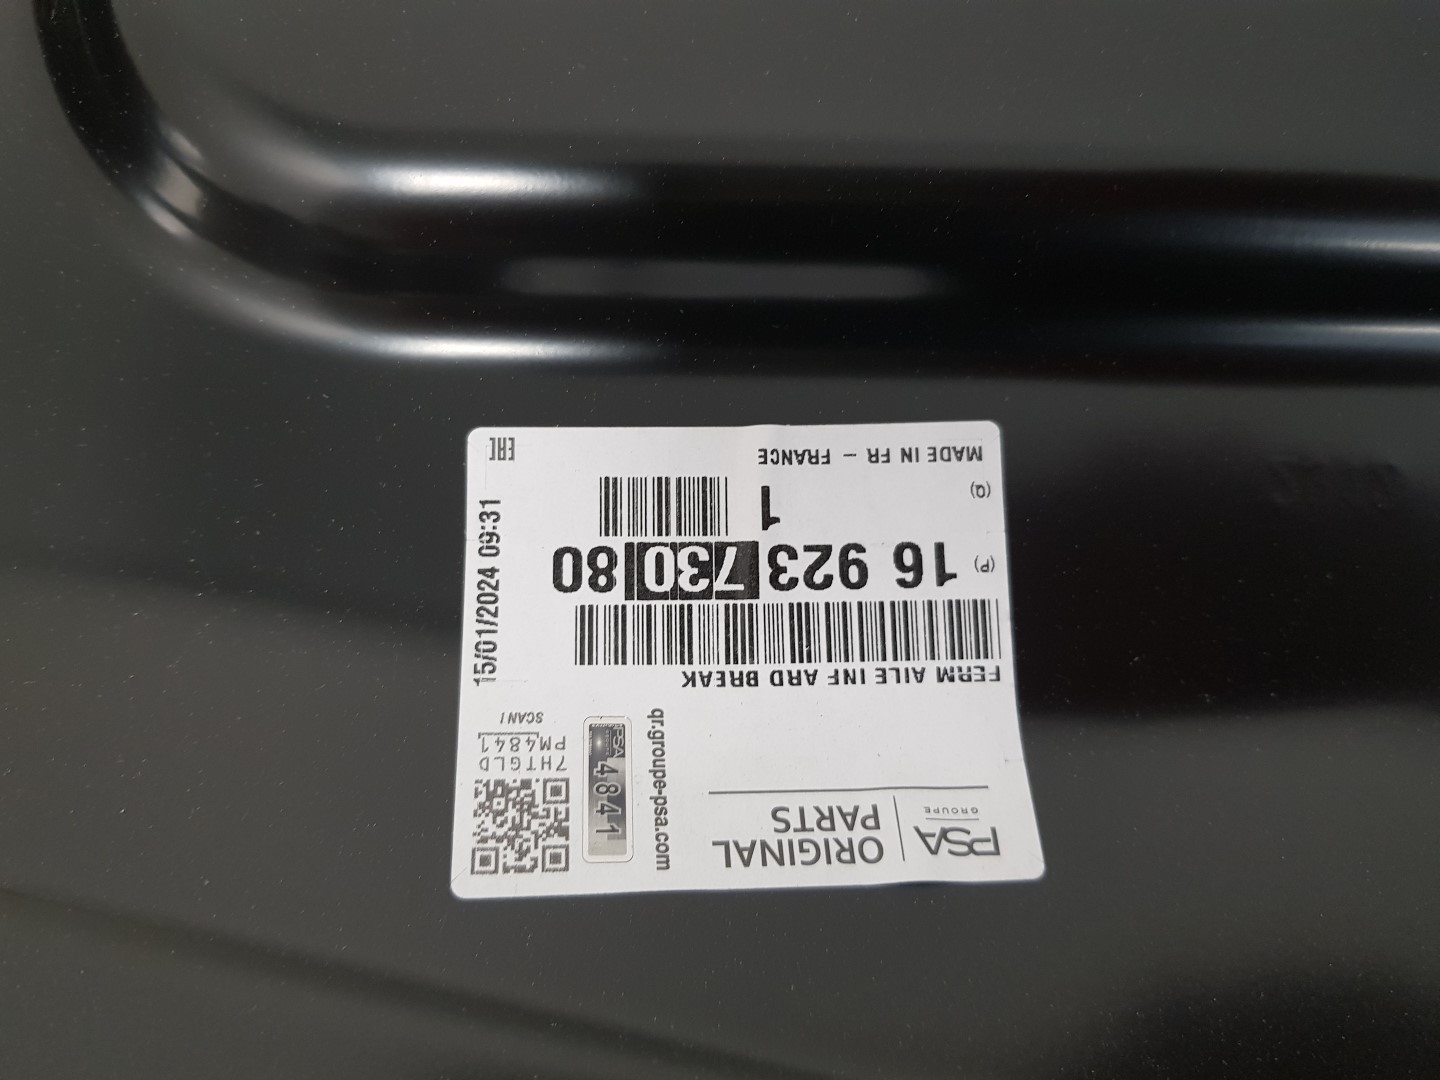 PSA
GROUPE
ORIGINAL
PARTS
qr.groupe-psa.com
PSA
4841
7HTGLD
PM4841
SCAN!
FERM AILE INF ARD BREAK
(P) 16 923 730 80
(Q) 1
MADE IN FR - FRANCE
15/01/2024 09:31
EAC